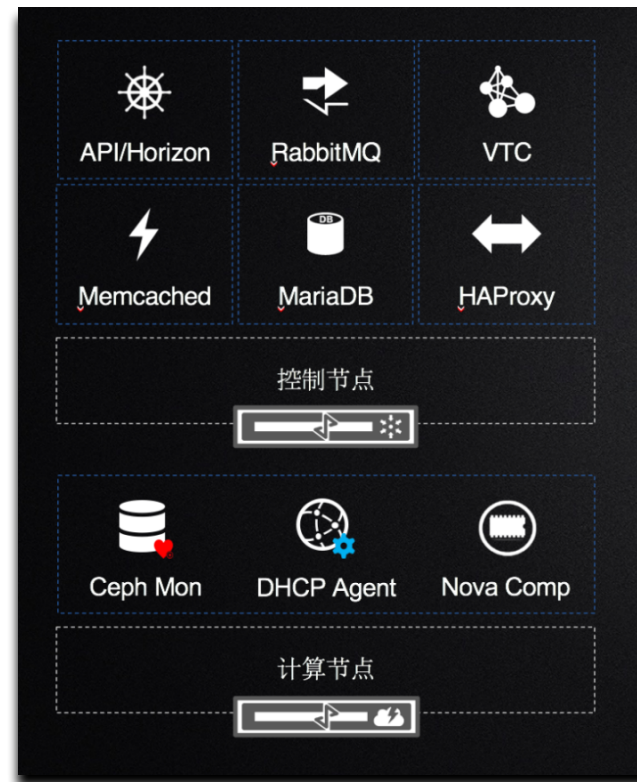 API/Horizon RabbitMQ VTC
DB
Memcached MariaDB HAProxy
控制节点
Ceph Mon DHCP Agent Nova Comp
计算节点